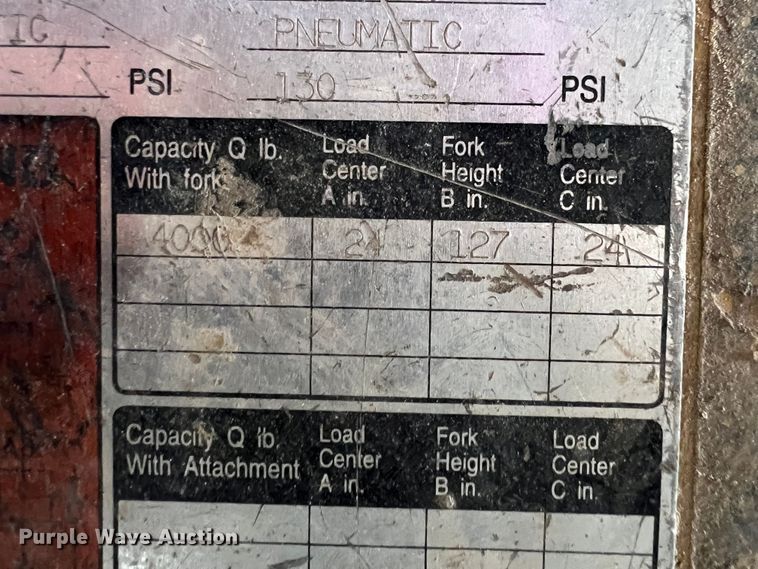 TIC PNEUMATIC
PSI 130 PSI
Capacity Q lb. With fork Load Center A in. Fork Height B in. Load Center C in.
4000 24 127 24
Capacity Q lb. With Attachment Load Center A in. Fork Height B in. Load Center C in.
Purple Wave Auction